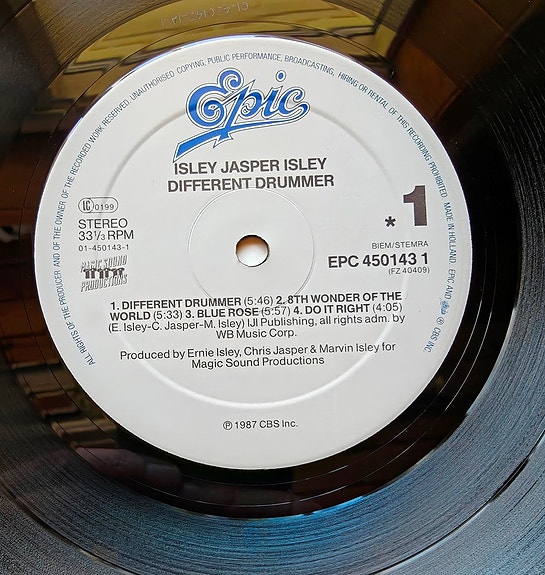 ALL RIGHTS OF THE PRODUCER AND OF THE OWNER OF THE RECORDED WORK RESERVED. UNAUTHORISED COPYING, PUBLIC PERFORMANCE, BROADCASTING, HIRING OR RENTAL OF THIS RECORDING PROHIBITED. MADE IN HOLLAND EPIC AND Epic ® CBS INC.
Epic
ISLEY JASPER ISLEY
DIFFERENT DRUMMER
LC 0199
STEREO
33⅓ RPM
01-450143-1
MAGIC SOUND
PRODUCTIONS
* 1
BIEM/STEMRA
EPC 450143 1
(FZ 40409)
1. DIFFERENT DRUMMER (5:46) 2. 8TH WONDER OF THE
WORLD (5:33) 3. BLUE ROSE (5:57) 4. DO IT RIGHT (4:05)
(E. Isley-C. Jasper-M. Isley) IJI Publishing, all rights adm. by
WB Music Corp.
Produced by Ernie Isley, Chris Jasper & Marvin Isley for
Magic Sound Productions
℗ 1987 CBS Inc.